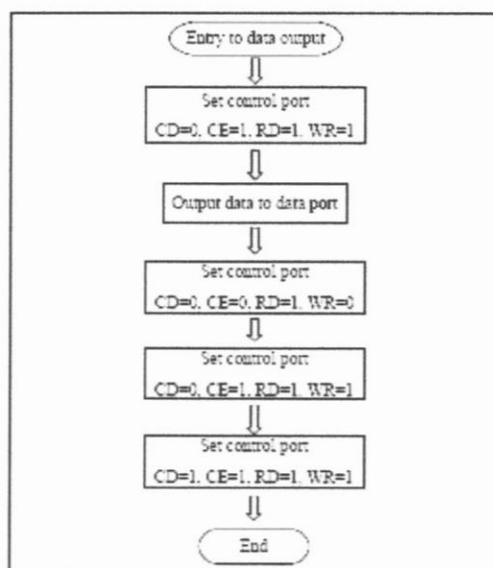 Entry to data output
Set control port
CD=0, CE=1, RD=1, WR=1
Output data to data port
Set control port
CD=0, CE=0, RD=1, WR=0
Set control port
CD=0, CE=1, RD=1, WR=1
Set control port
CD=1, CE=1, RD=1, WR=1
End